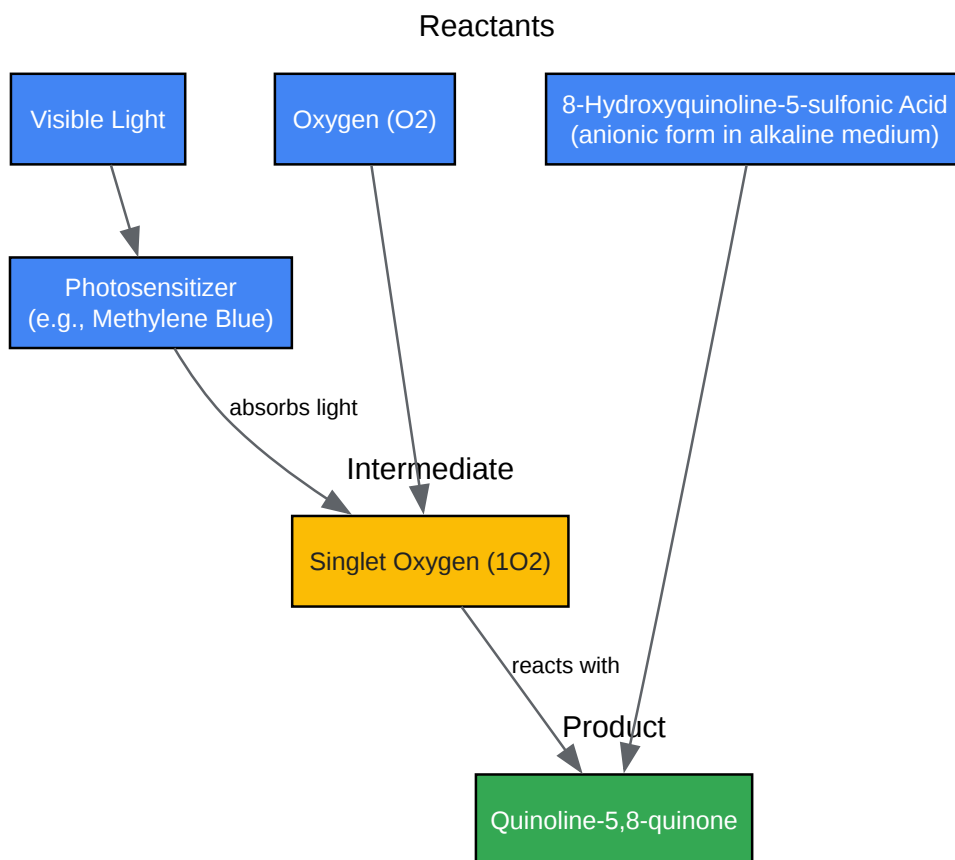 Reactants
Visible Light
Oxygen (O2)
8-Hydroxyquinoline-5-sulfonic Acid
(anionic form in alkaline medium)
Photosensitizer
(e.g., Methylene Blue)
absorbs light
Intermediate
Singlet Oxygen (1O2)
reacts with
Product
Quinoline-5,8-quinone